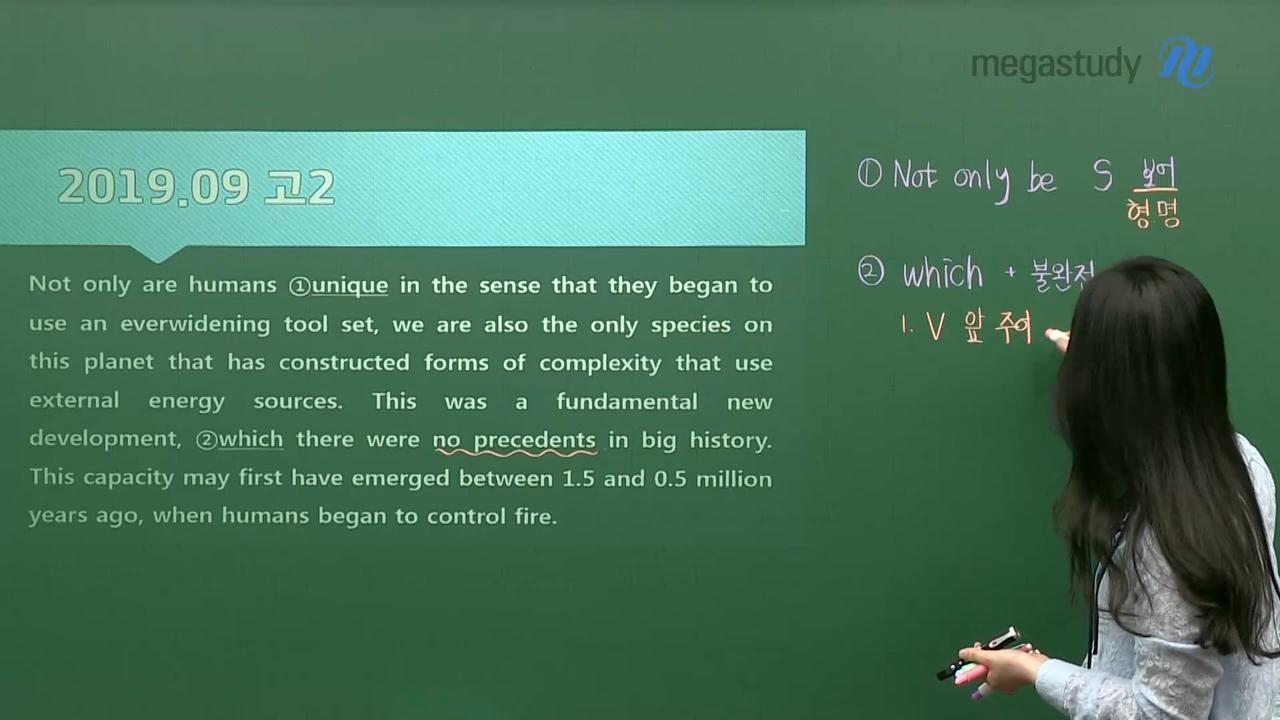 megastudy
2019.09 고2
Not only are humans ①unique in the sense that they began to
use an everwidening tool set, we are also the only species on
this planet that has constructed forms of complexity that use
external energy sources. This was a fundamental new
development, ②which there were no precedents in big history.
This capacity may first have emerged between 1.5 and 0.5 million
years ago, when humans began to control fire.
① Not only be S 보어
형 명
② which + 불완전
1. V 앞 주어